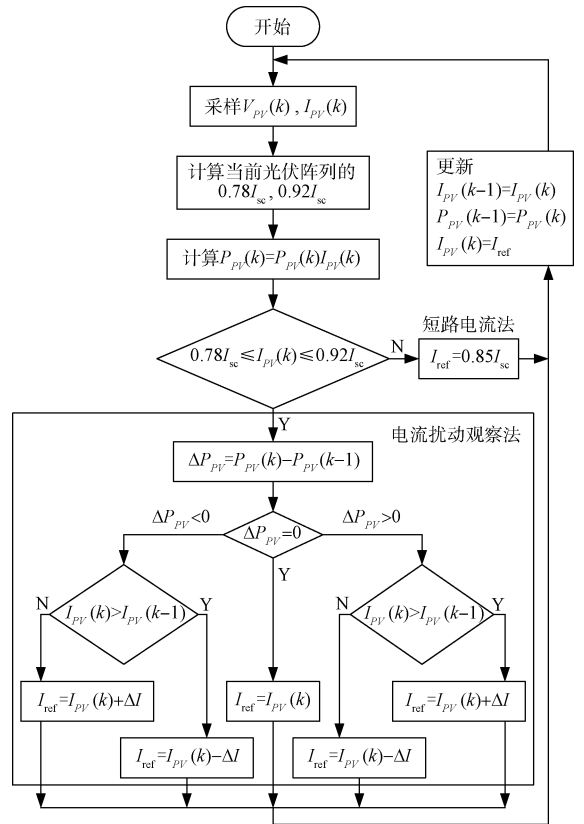 开始
采样V_PV(k) , I_PV(k)
计算当前光伏阵列的
0.78I_sc , 0.92I_sc
计算P_PV(k)=P_PV(k)I_PV(k)
更新
I_PV(k−1)=I_PV(k)
P_PV(k−1)=P_PV(k)
I_PV(k)=I_ref
0.78I_sc≤I_PV(k)≤0.92I_sc
N
短路电流法
I_ref=0.85I_sc
Y
电流扰动观察法
ΔP_PV=P_PV(k)−P_PV(k−1)
ΔP_PV<0
ΔP_PV=0
ΔP_PV>0
Y
N
I_PV(k)>I_PV(k−1)
Y
N
I_PV(k)>I_PV(k−1)
Y
I_ref=I_PV(k)+ΔI
I_ref=I_PV(k)
I_ref=I_PV(k)+ΔI
I_ref=I_PV(k)−ΔI
I_ref=I_PV(k)−ΔI